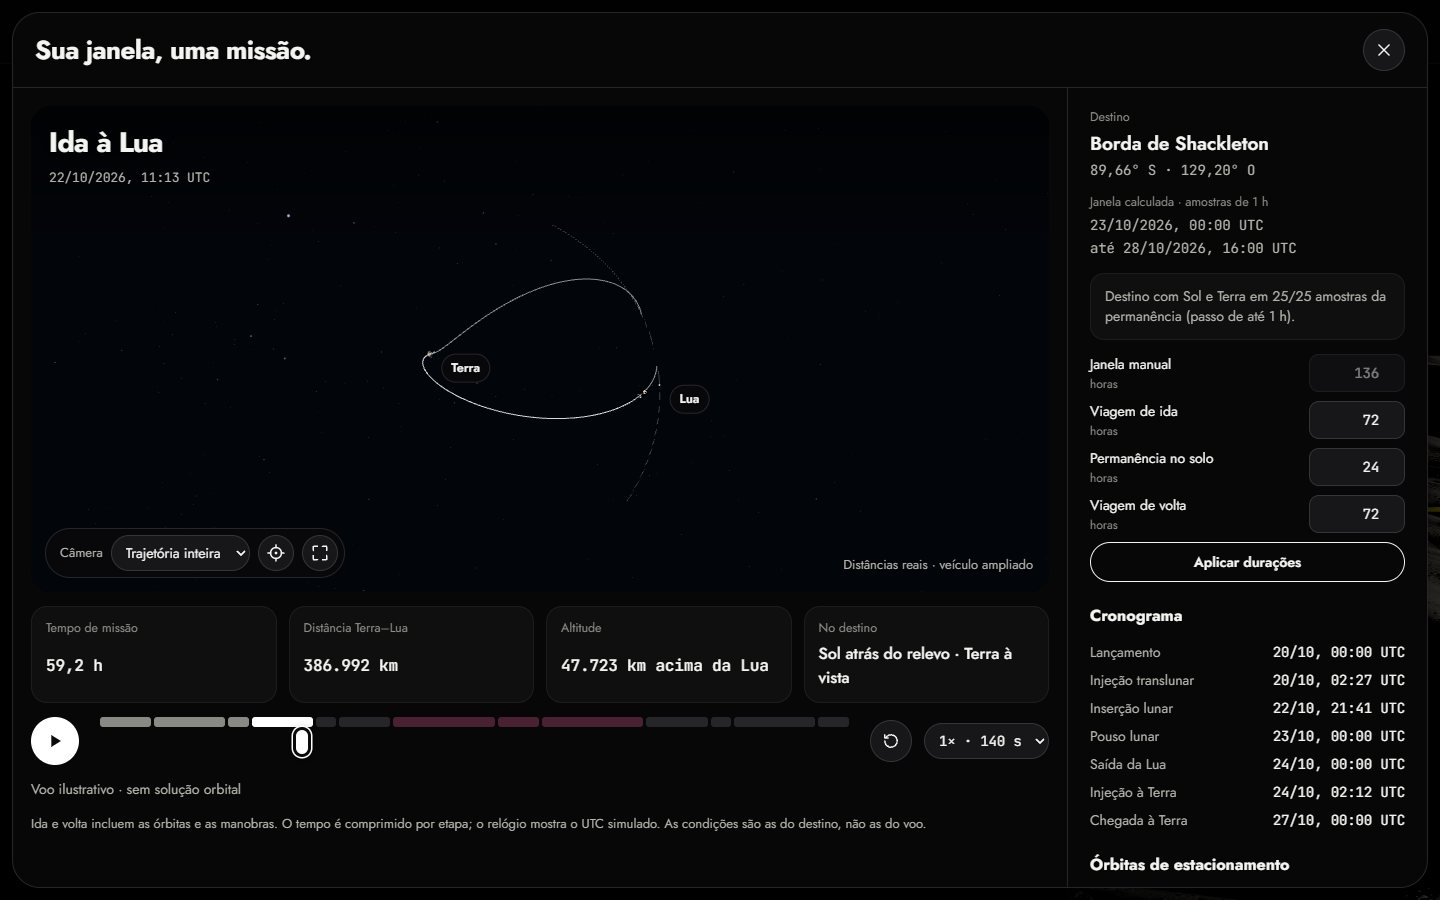 Sua janela, uma missão.
Ida à Lua
22/10/2026, 11:13 UTC
Terra
Lua
Câmera
Trajetória inteira
Distâncias reais · veículo ampliado
Tempo de missão
59,2 h
Distância Terra–Lua
386.992 km
Altitude
47.723 km acima da Lua
No destino
Sol atrás do relevo · Terra à
vista
1× · 140 s
Voo ilustrativo · sem solução orbital
Ida e volta incluem as órbitas e as manobras. O tempo é comprimido por etapa; o relógio mostra o UTC simulado. As condições são as do destino, não as do voo.
Destino
Borda de Shackleton
89,66° S · 129,20° O
Janela calculada · amostras de 1 h
23/10/2026, 00:00 UTC
até 28/10/2026, 16:00 UTC
Destino com Sol e Terra em 25/25 amostras da
permanência (passo de até 1 h).
Janela manual
horas
136
Viagem de ida
horas
72
Permanência no solo
horas
24
Viagem de volta
horas
72
Aplicar durações
Cronograma
Lançamento 20/10, 00:00 UTC
Injeção translunar 20/10, 02:27 UTC
Inserção lunar 22/10, 21:41 UTC
Pouso lunar 23/10, 00:00 UTC
Saída da Lua 24/10, 00:00 UTC
Injeção à Terra 24/10, 02:12 UTC
Chegada à Terra 27/10, 00:00 UTC
Órbitas de estacionamento